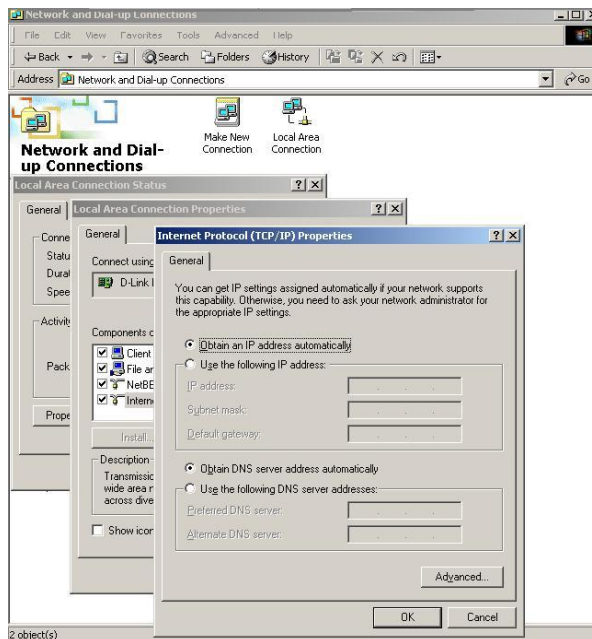 Network and Dial-up Connections
File Edit View Favorites Tools Advanced Help
Back Search Folders History
Address Network and Dial-up Connections Go
Network and Dial-
up Connections
Make New
Connection
Local Area
Connection
Local Area Connection Status
General
Conne
Statu
Durat
Spee
Activity
Pack
Prope
Local Area Connection Properties
General
Connect using
D-Link
Components c
Client
File an
NetBE
Intern
Install...
Description
Transmissic
wide area n
across dive
Show icor
Internet Protocol (TCP/IP) Properties
General
You can get IP settings assigned automatically if your network supports
this capability. Otherwise, you need to ask your network administrator for
the appropriate IP settings.
Obtain an IP address automatically
Use the following IP address:
IP address:
Subnet mask:
Default gateway:
Obtain DNS server address automatically
Use the following DNS server addresses:
Preferred DNS server:
Alternate DNS server:
Advanced...
OK Cancel
2 object(s)